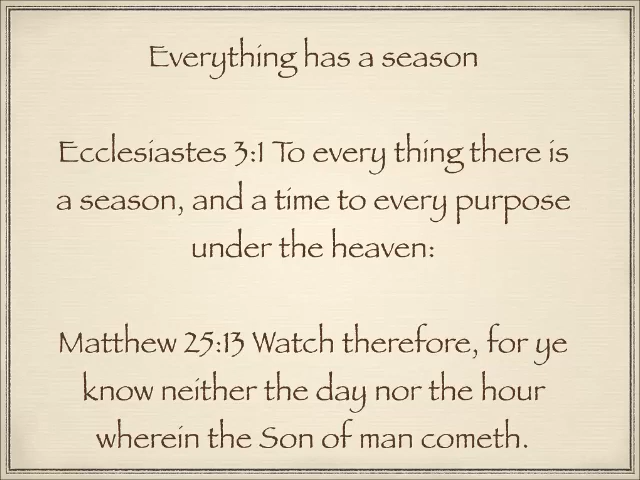 Everything has a season
Ecclesiastes 3:1 To every thing there is
a season, and a time to every purpose
under the heaven:
Matthew 25:13 Watch therefore, for ye
know neither the day nor the hour
wherein the Son of man cometh.